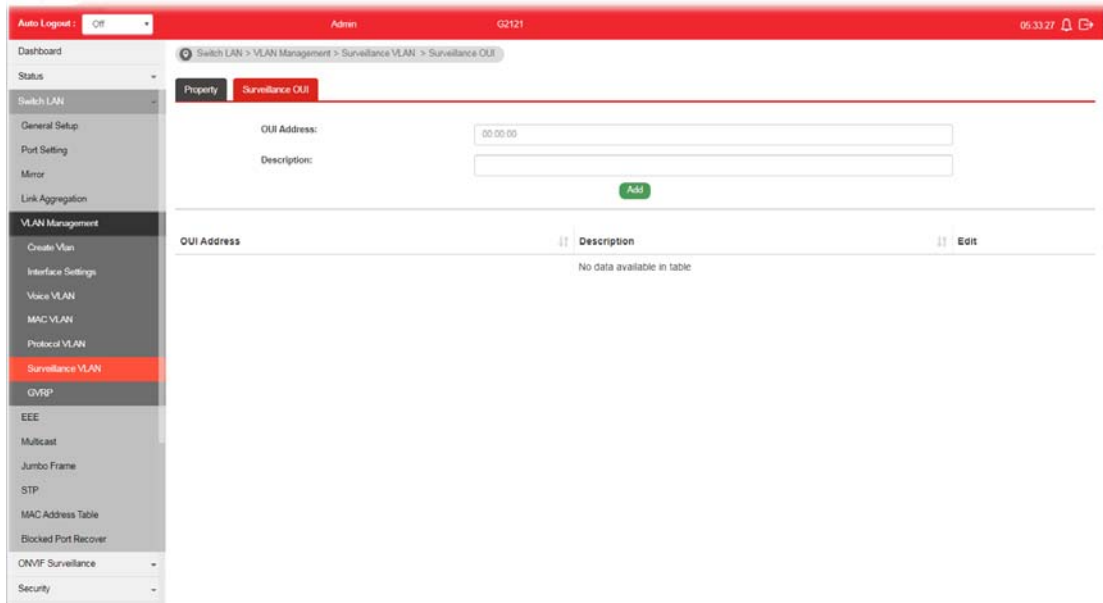 Auto Logout : Off Admin G2121 05:33:27
Dashboard
Status
Switch LAN
General Setup
Port Setting
Mirror
Link Aggregation
VLAN Management
Create Vlan
Interface Settings
Voice VLAN
MAC VLAN
Protocol VLAN
Surveillance VLAN
GVRP
EEE
Multicast
Jumbo Frame
STP
MAC Address Table
Blocked Port Recover
ONVIF Surveillance
Security
Switch LAN > VLAN Management > Surveillance VLAN > Surveillance OUI
Property Surveillance OUI
OUI Address: 00:00:00
Description:
Add
OUI Address Description Edit
No data available in table